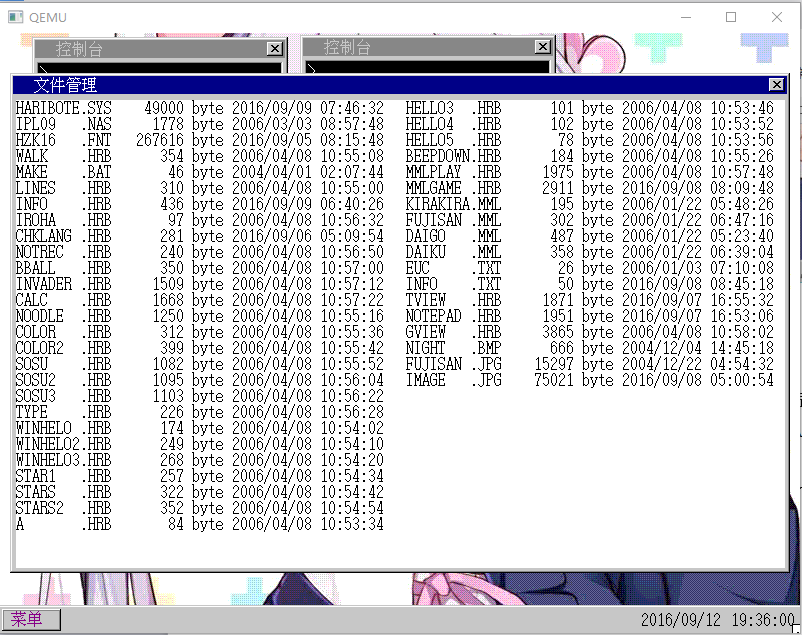 QEMU
控制台
控制台
文件管理
HARIBOTE.SYS 49000 byte 2016/09/09 07:46:32
IPL09 .NAS 1778 byte 2006/03/03 08:57:48
HZK16 .FNT 267616 byte 2016/09/05 08:15:48
WALK .HRB 354 byte 2006/04/08 10:55:08
MAKE .BAT 46 byte 2004/04/01 02:07:44
LINES .HRB 310 byte 2006/04/08 10:55:00
INFO .HRB 436 byte 2016/09/09 06:40:26
IROHA .HRB 97 byte 2006/04/08 10:56:32
CHKLANG .HRB 281 byte 2016/09/06 05:09:54
NOTREC .HRB 240 byte 2006/04/08 10:56:50
BBALL .HRB 350 byte 2006/04/08 10:57:00
INVADER .HRB 1509 byte 2006/04/08 10:57:12
CALC .HRB 1668 byte 2006/04/08 10:57:22
NOODLE .HRB 1250 byte 2006/04/08 10:55:16
COLOR .HRB 312 byte 2006/04/08 10:55:36
COLOR2 .HRB 399 byte 2006/04/08 10:55:42
SOSU .HRB 1082 byte 2006/04/08 10:55:52
SOSU2 .HRB 1095 byte 2006/04/08 10:56:04
SOSU3 .HRB 1103 byte 2006/04/08 10:56:22
TYPE .HRB 226 byte 2006/04/08 10:56:28
WINHELO .HRB 174 byte 2006/04/08 10:54:02
WINHELO2.HRB 249 byte 2006/04/08 10:54:10
WINHELO3.HRB 268 byte 2006/04/08 10:54:20
STAR1 .HRB 257 byte 2006/04/08 10:54:34
STARS .HRB 322 byte 2006/04/08 10:54:42
STARS2 .HRB 352 byte 2006/04/08 10:54:54
A .HRB 84 byte 2006/04/08 10:53:34
HELLO3 .HRB 101 byte 2006/04/08 10:53:46
HELLO4 .HRB 102 byte 2006/04/08 10:53:52
HELLO5 .HRB 78 byte 2006/04/08 10:53:56
BEEPDOWN.HRB 184 byte 2006/04/08 10:55:26
MMLPLAY .HRB 1975 byte 2006/04/08 10:57:48
MMLGAME .HRB 2911 byte 2016/09/08 08:09:48
KIRAKIRA.MML 195 byte 2006/01/22 05:48:26
FUJISAN .MML 302 byte 2006/01/22 06:47:16
DAIGO .MML 487 byte 2006/01/22 05:23:40
DAIKU .MML 358 byte 2006/01/22 06:39:04
EUC .TXT 26 byte 2006/01/03 07:10:08
INFO .TXT 50 byte 2016/09/08 08:45:18
TVIEW .HRB 1871 byte 2016/09/07 16:55:32
NOTEPAD .HRB 1951 byte 2016/09/07 16:53:06
GVIEW .HRB 3865 byte 2006/04/08 10:58:02
NIGHT .BMP 666 byte 2004/12/04 14:45:18
FUJISAN .JPG 15297 byte 2004/12/22 04:54:32
IMAGE .JPG 75021 byte 2016/09/08 05:00:54
菜单
2016/09/12 19:36:00